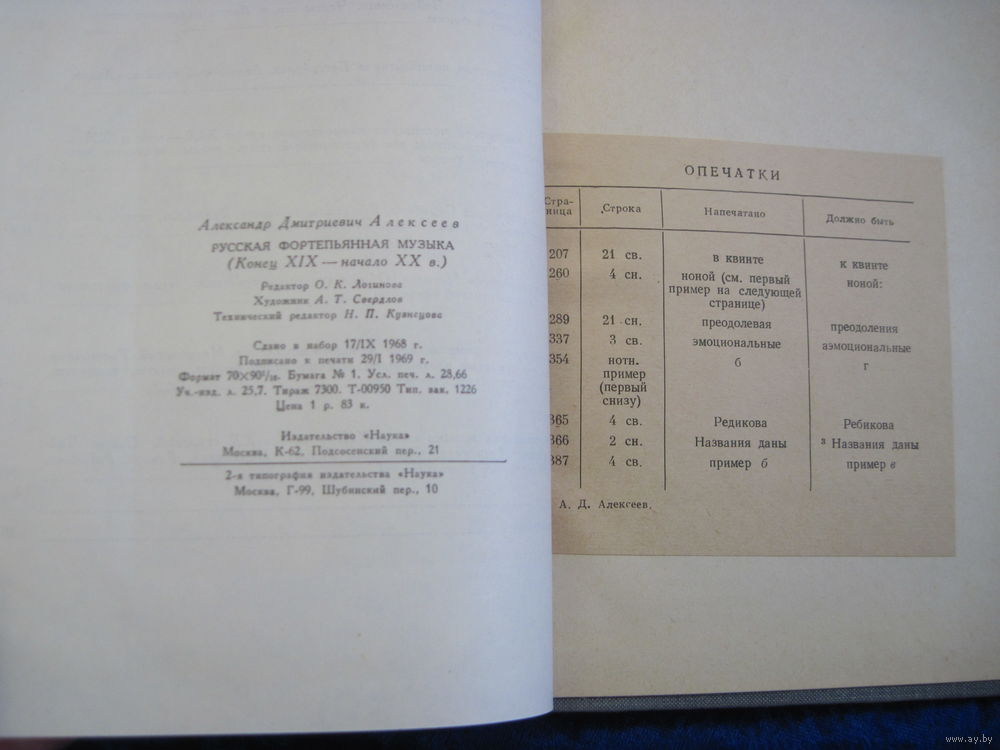 Александр Дмитриевич Алексеев
РУССКАЯ ФОРТЕПЬЯННАЯ МУЗЫКА
(Конец XIX — начало XX в.)
Редактор О. К. Логинова
Художник А. Т. Свердлов
Технический редактор Н. П. Кузнецова
Сдано в набор 17/IX 1968 г.
Подписано к печати 29/I 1969 г.
Формат 70×90¹/₁₆. Бумага № 1. Усл. печ. л. 28,66
Уч.-изд. л. 25,7. Тираж 7300. Т-00950 Тип. зак. 1226
Цена 1 р. 83 к.
Издательство «Наука»
Москва, К-62, Подсосенский пер., 21
2-я типография издательства «Наука»
Москва, Г-99, Шубинский пер., 10
ОПЕЧАТКИ
Стра-
ница Строка Напечатано Должно быть
207 21 св. в квинте к квинте
260 4 сн. ноной (см. первый ноной:
пример на следующей
странице)
289 21 сн. преодолевая преодоления
337 3 св. эмоциональные аэмоциональные
354 нотн. б г
пример
(первый
снизу)
365 4 св. Редикова Ребикова
366 2 сн. Названия даны ³ Названия даны
387 4 св. пример б пример в
А. Д. Алексеев.
www.ay.by